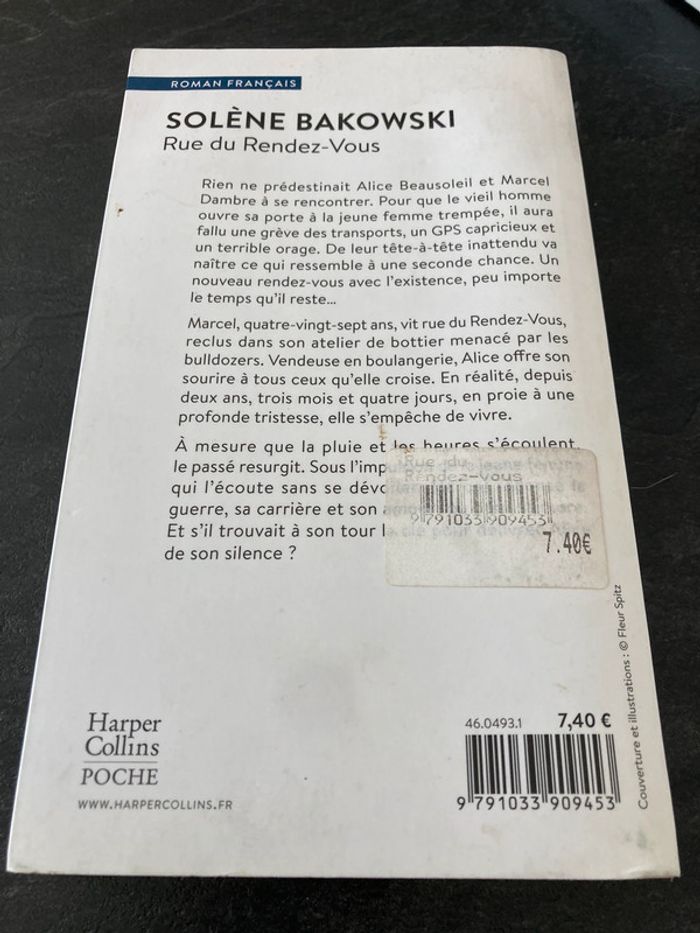 ROMAN FRANÇAIS
SOLÈNE BAKOWSKI
Rue du Rendez-Vous
Rien ne prédestinait Alice Beausoleil et Marcel
Dambre à se rencontrer. Pour que le vieil homme
ouvre sa porte à la jeune femme trempée, il aura
fallu une grève des transports, un GPS capricieux et
un terrible orage. De leur tête-à-tête inattendu va
naître ce qui ressemble à une seconde chance. Un
nouveau rendez-vous avec l'existence, peu importe
le temps qu'il reste…
Marcel, quatre-vingt-sept ans, vit rue du Rendez-Vous,
reclus dans son atelier de bottier menacé par les
bulldozers. Vendeuse en boulangerie, Alice offre son
sourire à tous ceux qu'elle croise. En réalité, depuis
deux ans, trois mois et quatre jours, en proie à une
profonde tristesse, elle s'empêche de vivre.
À mesure que la pluie et les heures s'écoulent,
le passé resurgit. Sous l'imp
qui l'écoute sans se dévo
guerre, sa carrière et son
Et s'il trouvait à son tour
de son silence ?
Rue du
Rendez-vous
9 791033 909453
7.40€
Harper
Collins
POCHE
WWW.HARPERCOLLINS.FR
46.0493.1 7,40 €
9 791033 909453
Couverture et illustrations : © Fleur Spitz